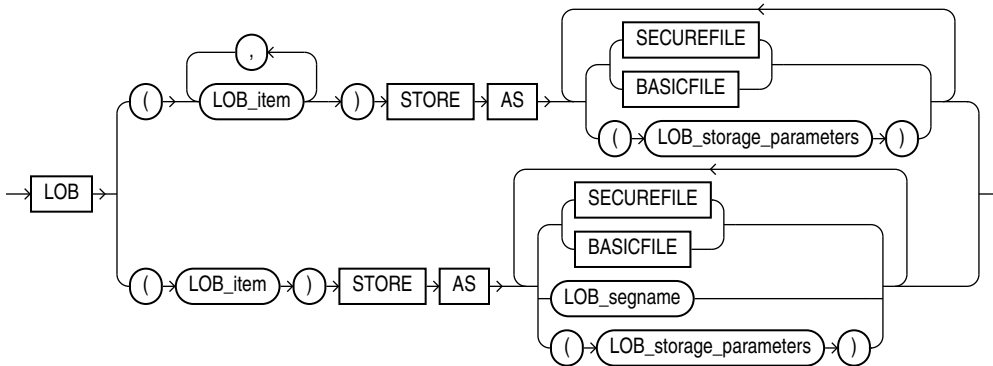 ,
SECUREFILE
( LOB_item ) STORE AS BASICFILE
( LOB_storage_parameters )
LOB
SECUREFILE
BASICFILE
( LOB_item ) STORE AS LOB_segname
( LOB_storage_parameters )